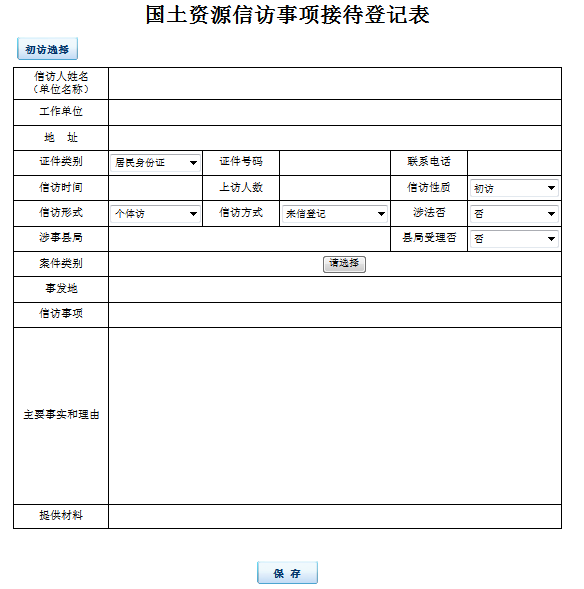 国土资源信访事项接待登记表
初访选择
信访人姓名
（单位名称）
工作单位
地 址
证件类别 居民身份证 证件号码 联系电话
信访时间 上访人数 信访性质 初访
信访形式 个体访 信访方式 来信登记 涉法否 否
涉事县局 县局受理否 否
案件类别 请选择
事发地
信访事项
主要事实和理由
提供材料
保 存